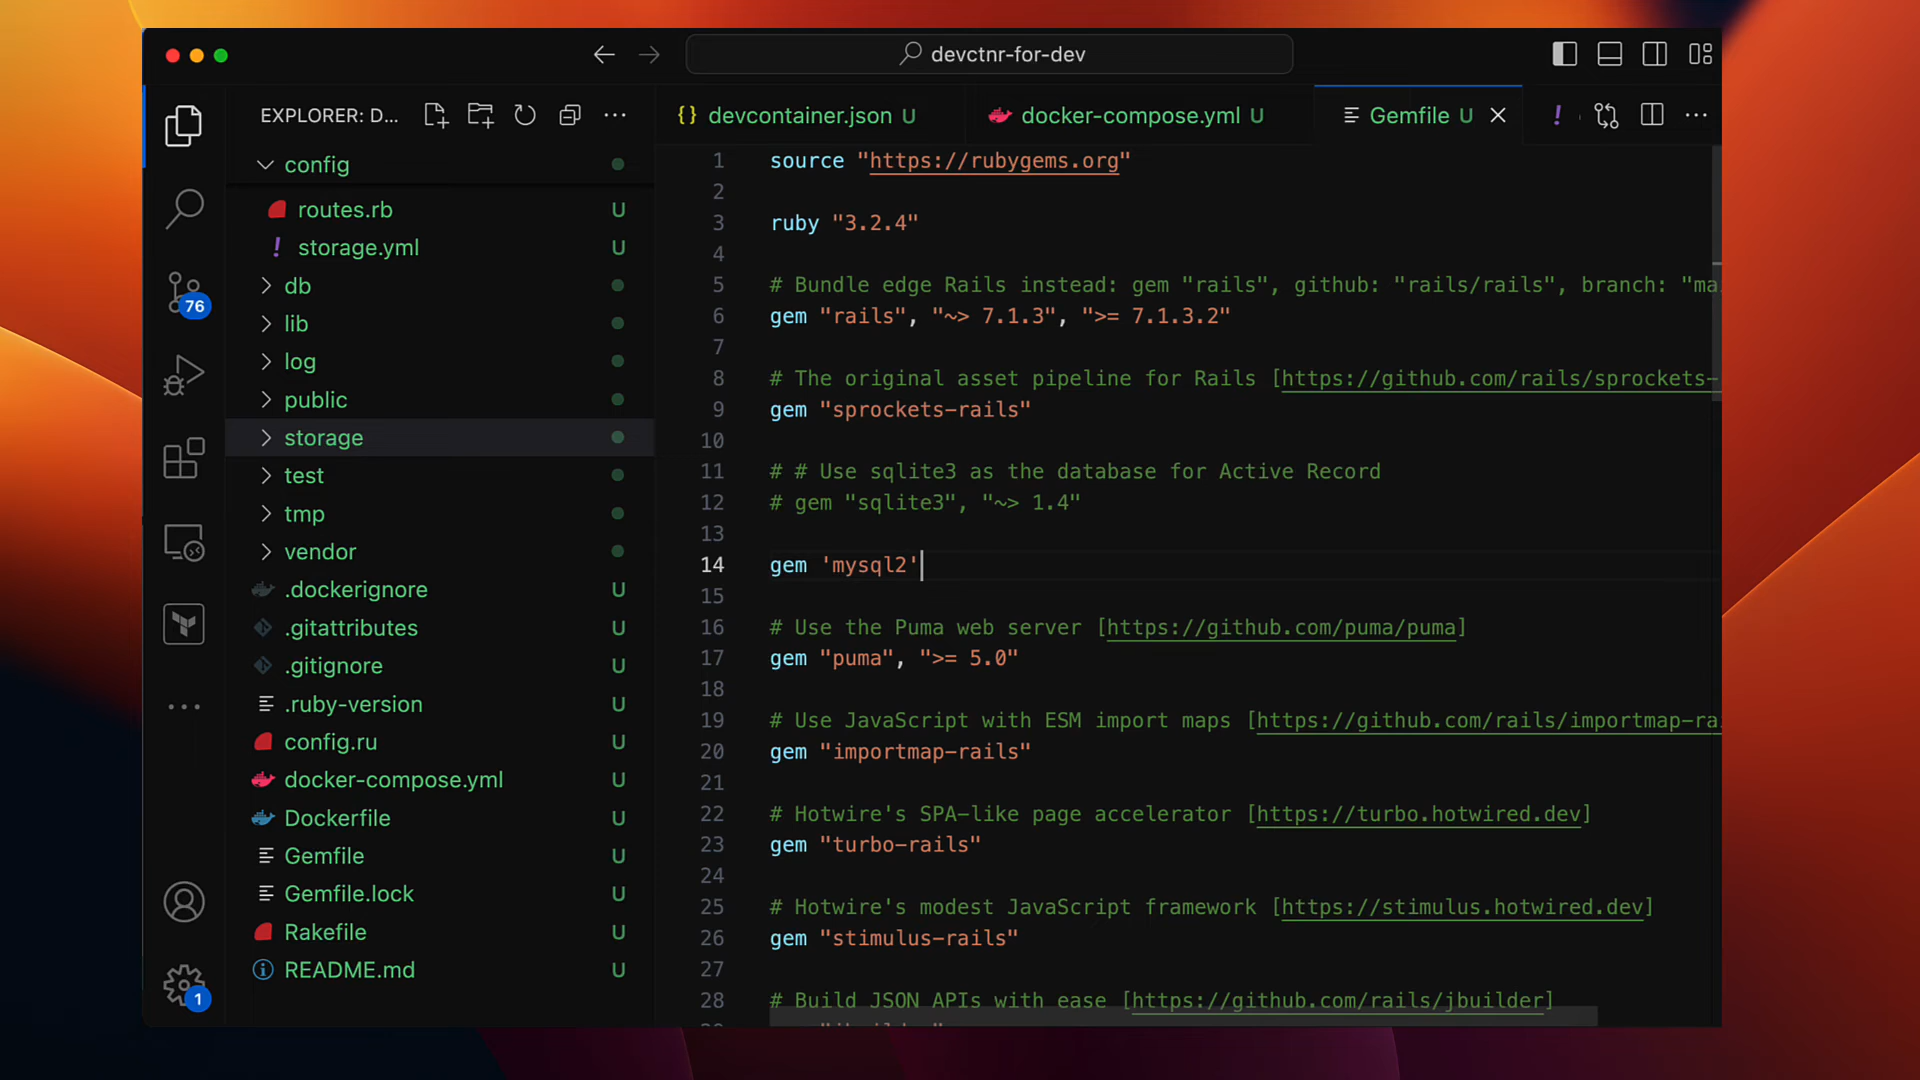 devctnr-for-dev
EXPLORER: D...
{} devcontainer.json U
docker-compose.yml U
Gemfile U
!
config
routes.rb U
! storage.yml U
db
lib
log
public
storage
test
tmp
vendor
.dockerignore U
.gitattributes U
.gitignore U
.ruby-version U
config.ru U
docker-compose.yml U
Dockerfile U
Gemfile U
Gemfile.lock U
Rakefile U
README.md U
76
1
1 source "https://rubygems.org"
2
3 ruby "3.2.4"
4
5 # Bundle edge Rails instead: gem "rails", github: "rails/rails", branch: "ma
6 gem "rails", "~> 7.1.3", ">= 7.1.3.2"
7
8 # The original asset pipeline for Rails [https://github.com/rails/sprockets-
9 gem "sprockets-rails"
10
11 # # Use sqlite3 as the database for Active Record
12 # gem "sqlite3", "~> 1.4"
13
14 gem 'mysql2'
15
16 # Use the Puma web server [https://github.com/puma/puma]
17 gem "puma", ">= 5.0"
18
19 # Use JavaScript with ESM import maps [https://github.com/rails/importmap-ra
20 gem "importmap-rails"
21
22 # Hotwire's SPA-like page accelerator [https://turbo.hotwired.dev]
23 gem "turbo-rails"
24
25 # Hotwire's modest JavaScript framework [https://stimulus.hotwired.dev]
26 gem "stimulus-rails"
27
28 # Build JSON APIs with ease [https://github.com/rails/jbuilder]